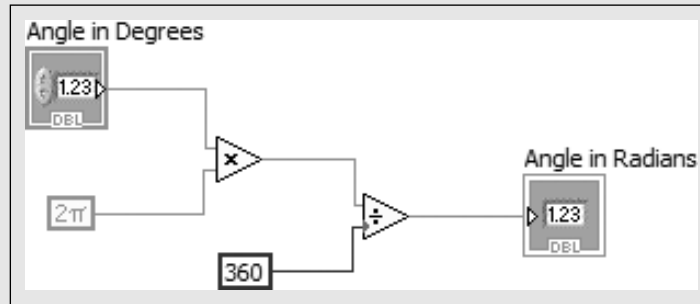 Angle in Degrees
1.23
DBL
×
2π
÷
360
Angle in Radians
1.23
DBL